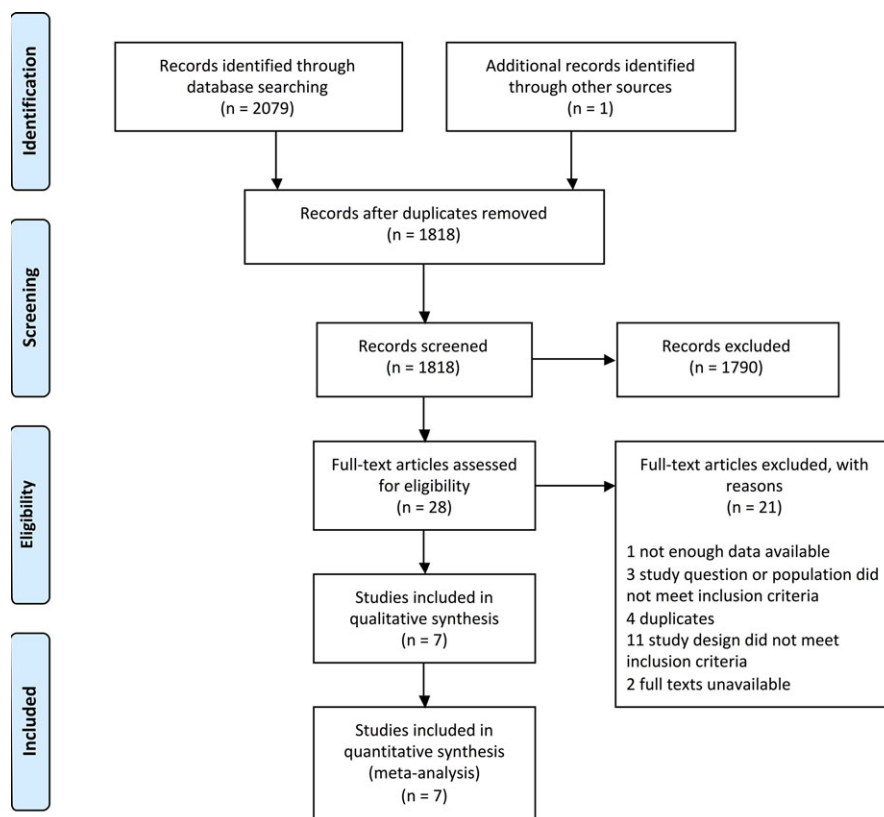 Identification
Records identified through
database searching
(n = 2079)
Additional records identified
through other sources
(n = 1)
Records after duplicates removed
(n = 1818)
Screening
Records screened
(n = 1818)
Records excluded
(n = 1790)
Eligibility
Full-text articles assessed
for eligibility
(n = 28)
Full-text articles excluded, with
reasons
(n = 21)
1 not enough data available
3 study question or population did
not meet inclusion criteria
4 duplicates
11 study design did not meet
inclusion criteria
2 full texts unavailable
Studies included in
qualitative synthesis
(n = 7)
Included
Studies included in
quantitative synthesis
(meta-analysis)
(n = 7)